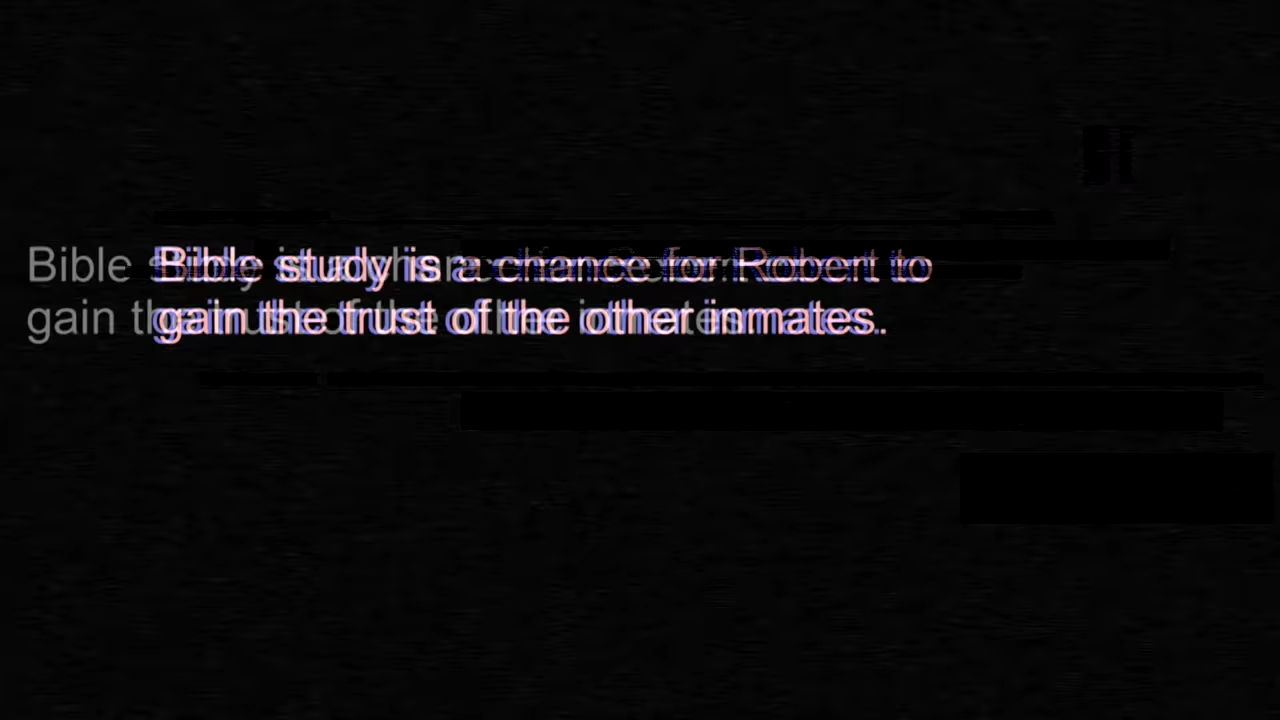 Bible study is a chance for Robert to
gain the trust of the other inmates.